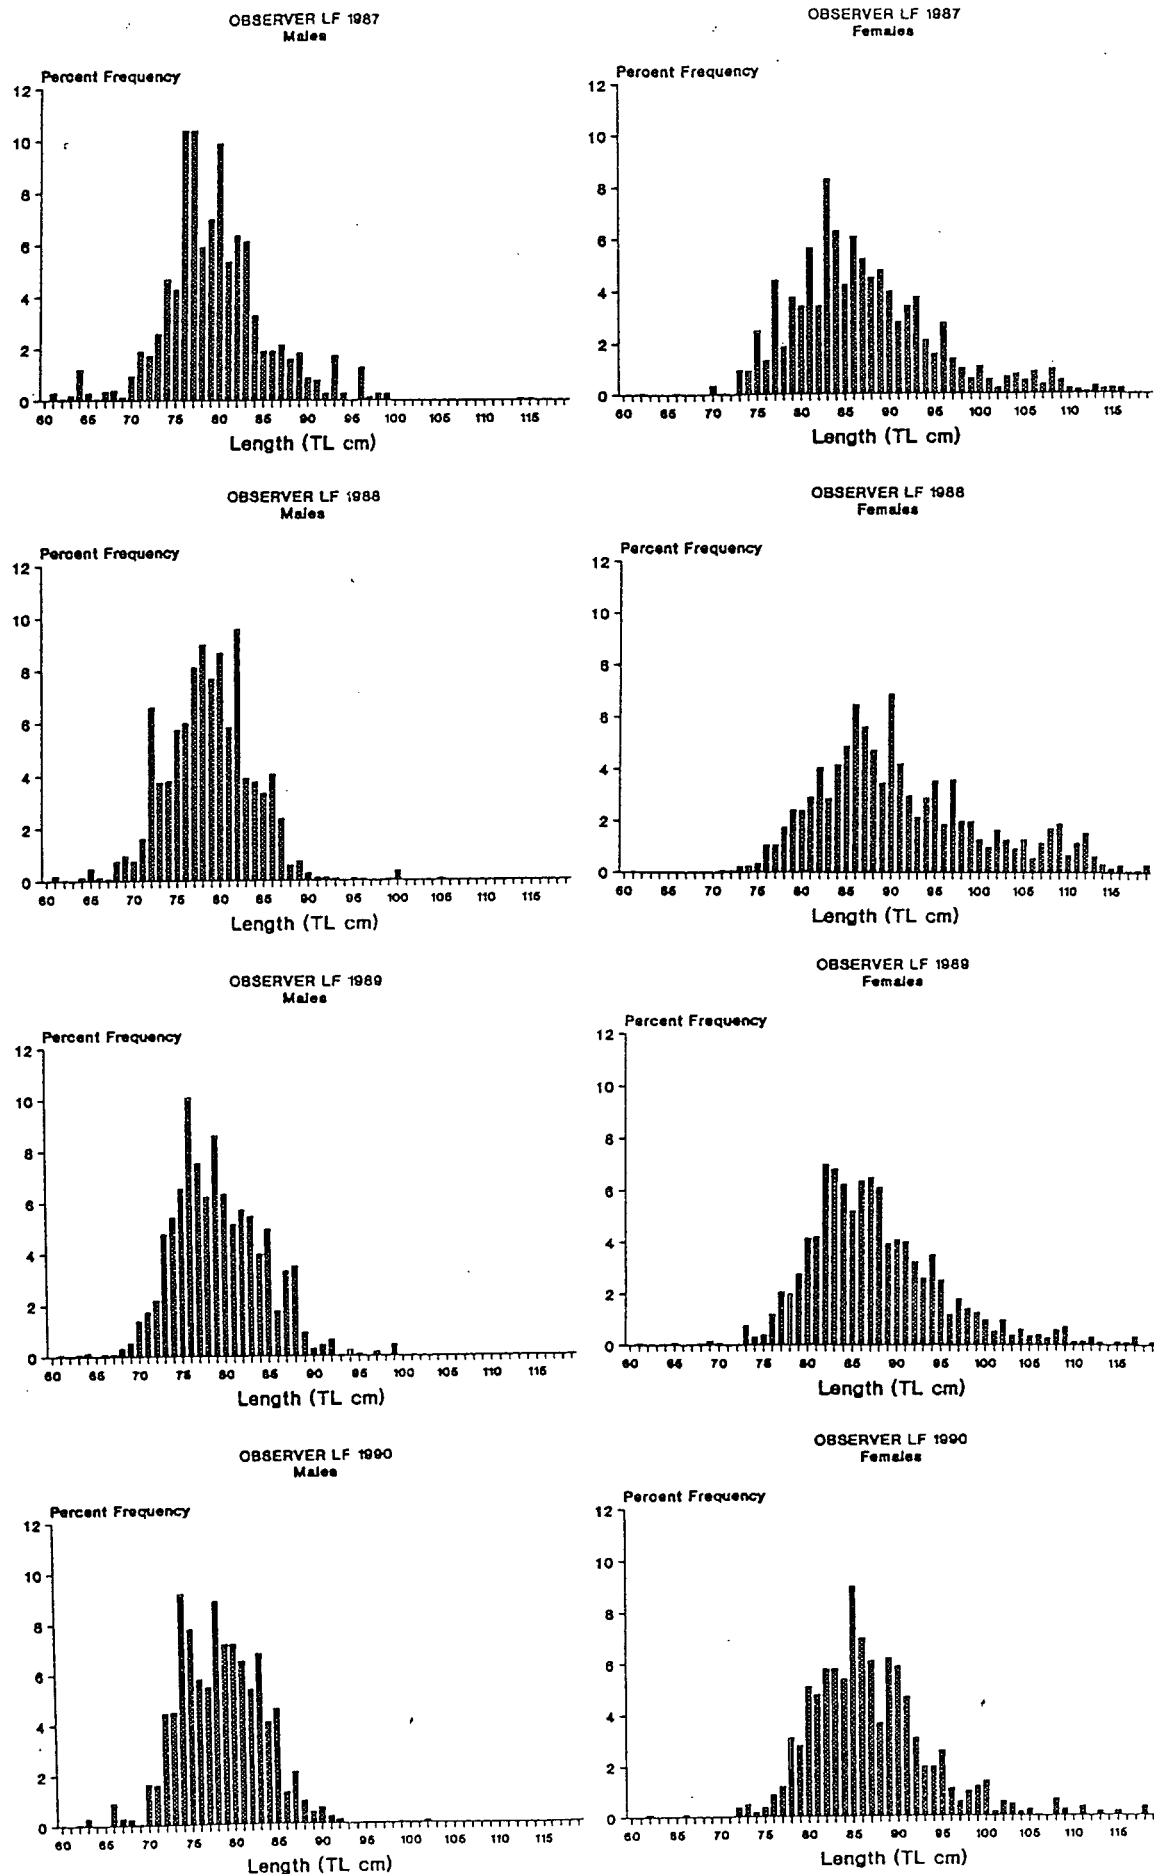 OBSERVER LF 1987
Males
Percent Frequency
12
10
8
6
4
2
0
60 65 70 75 80 85 90 95 100 105 110 115
Length (TL cm)
OBSERVER LF 1987
Females
Percent Frequency
12
10
8
6
4
2
0
60 65 70 75 80 85 90 95 100 105 110 115
Length (TL cm)
OBSERVER LF 1988
Males
Percent Frequency
12
10
8
6
4
2
0
60 65 70 75 80 85 90 95 100 105 110 115
Length (TL cm)
OBSERVER LF 1988
Females
Percent Frequency
12
10
8
6
4
2
0
60 65 70 75 80 85 90 95 100 105 110 115
Length (TL cm)
OBSERVER LF 1989
Males
Percent Frequency
12
10
8
6
4
2
0
60 65 70 75 80 85 90 95 100 105 110 115
Length (TL cm)
OBSERVER LF 1989
Females
Percent Frequency
12
10
8
6
4
2
0
60 65 70 75 80 85 90 95 100 105 110 115
Length (TL cm)
OBSERVER LF 1990
Males
Percent Frequency
12
10
8
6
4
2
0
60 65 70 75 80 85 90 95 100 105 110 115
Length (TL cm)
OBSERVER LF 1990
Females
Percent Frequency
12
10
8
6
4
2
0
60 65 70 75 80 85 90 95 100 105 110 115
Length (TL cm)